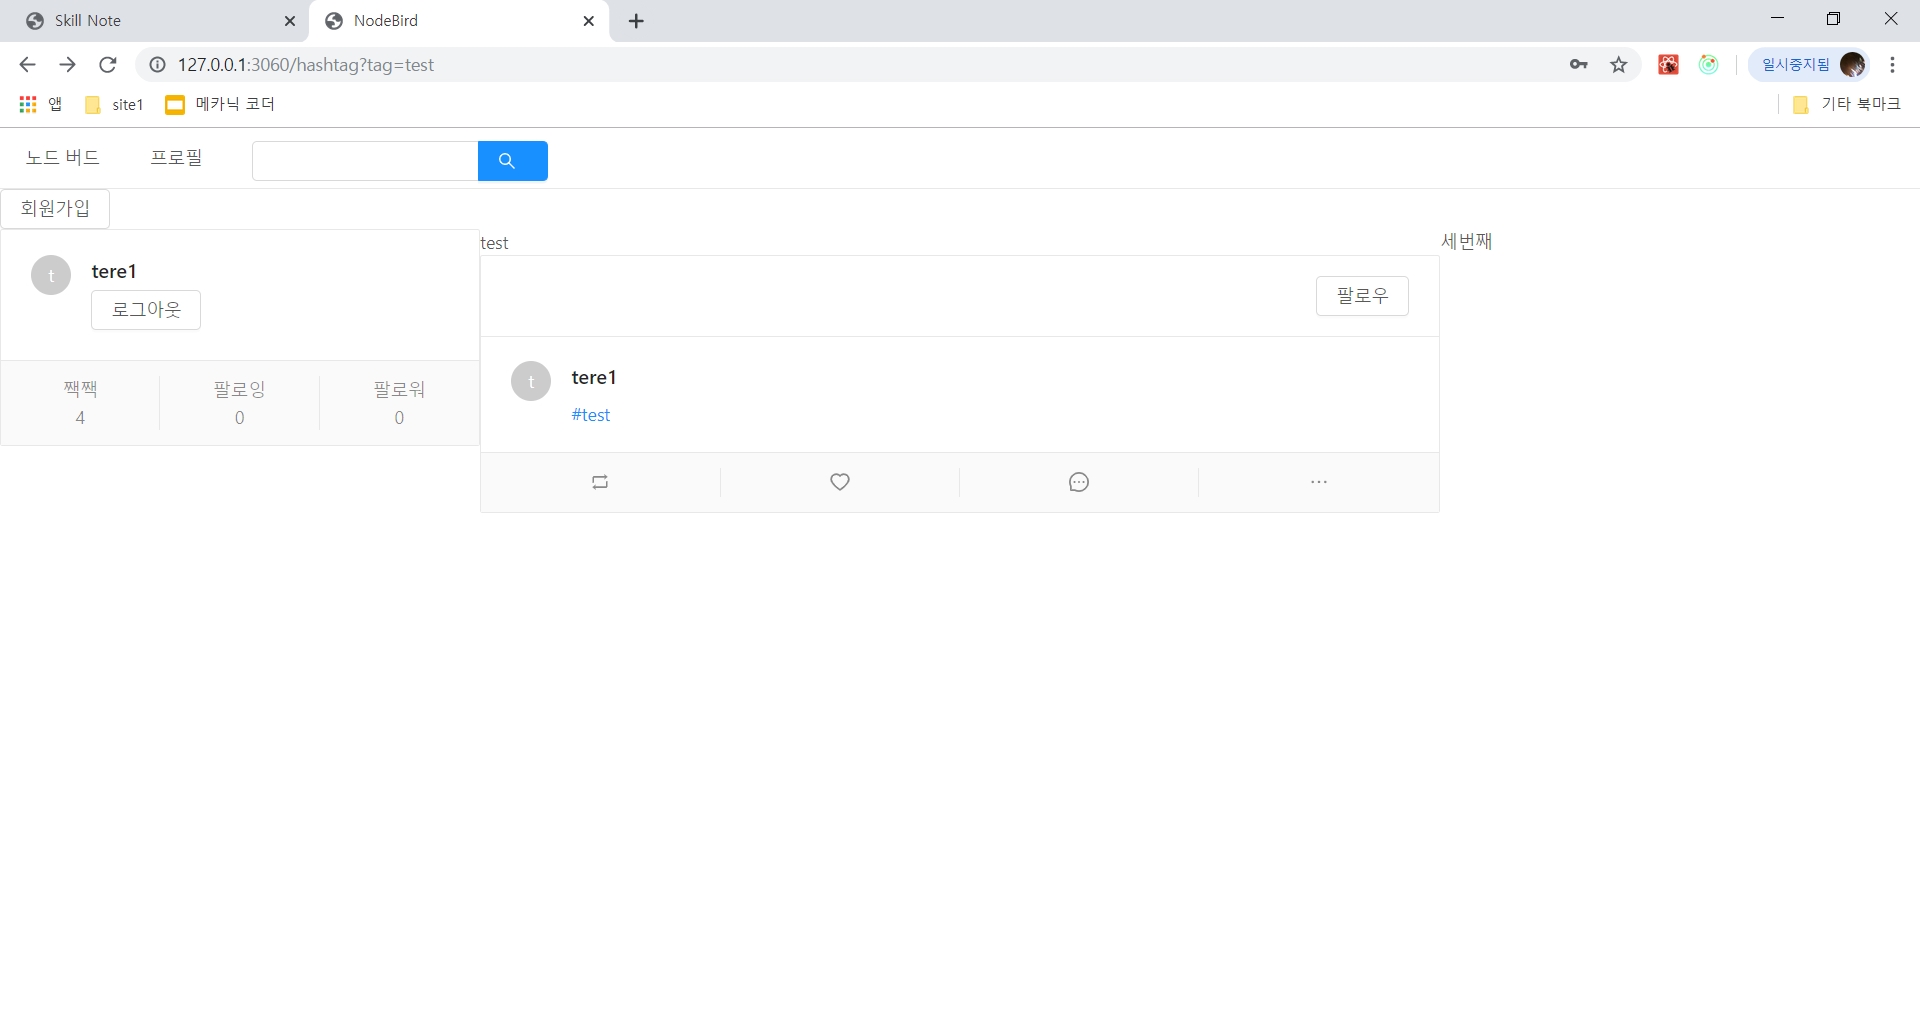 Skill Note
NodeBird
127.0.0.1:3060/hashtag?tag=test
일시중지됨
앱
site1
메카닉 코더
기타 북마크
노드 버드
프로필
회원가입
t
tere1
로그아웃
짹짹
4
팔로잉
0
팔로워
0
test
팔로우
t
tere1
#test
세번째